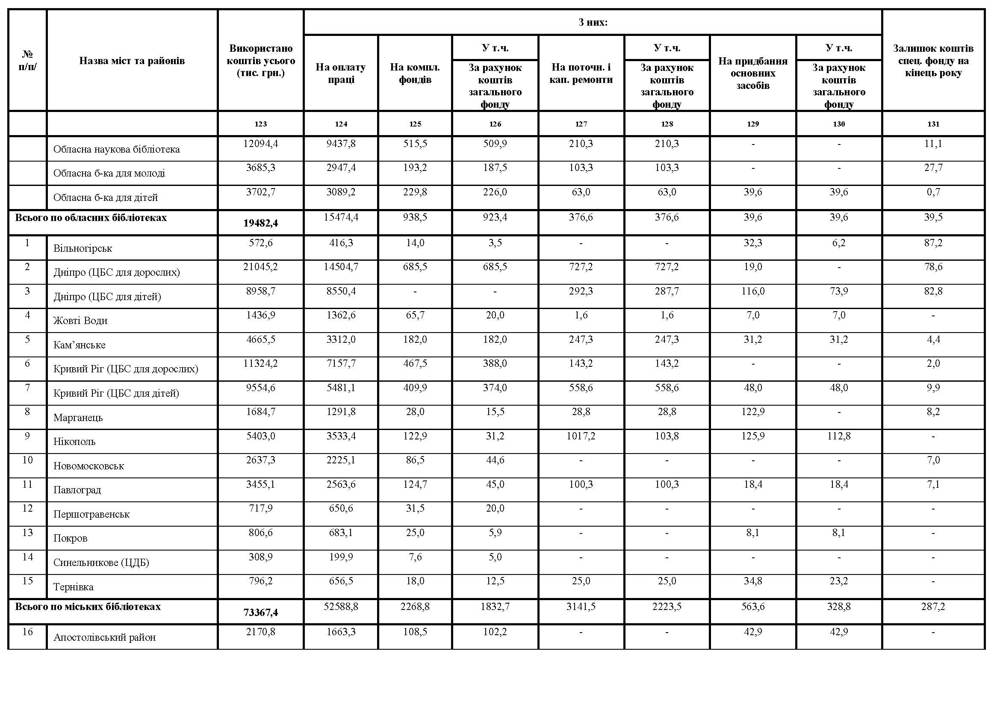 № п/п/ | Назва міст та районів | Використано коштів усього (тис. грн.) | З них: | Залишок коштів спец. фонду на кінець року
На оплату праці | На компл. фондів | У т.ч. | На поточн. і кап. ремонти | У т.ч. | На придбання основних засобів | У т.ч.
За рахунок коштів загального фонду | За рахунок коштів загального фонду | За рахунок коштів загального фонду
123 | 124 | 125 | 126 | 127 | 128 | 129 | 130 | 131
Обласна наукова бібліотека | 12094,4 | 9437,8 | 515,5 | 509,9 | 210,3 | 210,3 | - | - | 11,1
Обласна б-ка для молоді | 3685,3 | 2947,4 | 193,2 | 187,5 | 103,3 | 103,3 | - | - | 27,7
Обласна б-ка для дітей | 3702,7 | 3089,2 | 229,8 | 226,0 | 63,0 | 63,0 | 39,6 | 39,6 | 0,7
Всього по обласних бібліотеках | 19482,4 | 15474,4 | 938,5 | 923,4 | 376,6 | 376,6 | 39,6 | 39,6 | 39,5
1 | Вільногірськ | 572,6 | 416,3 | 14,0 | 3,5 | - | - | 32,3 | 6,2 | 87,2
2 | Дніпро (ЦБС для дорослих) | 21045,2 | 14504,7 | 685,5 | 685,5 | 727,2 | 727,2 | 19,0 | - | 78,6
3 | Дніпро (ЦБС для дітей) | 8958,7 | 8550,4 | - | - | 292,3 | 287,7 | 116,0 | 73,9 | 82,8
4 | Жовті Води | 1436,9 | 1362,6 | 65,7 | 20,0 | 1,6 | 1,6 | 7,0 | 7,0 | -
5 | Кам’янське | 4665,5 | 3312,0 | 182,0 | 182,0 | 247,3 | 247,3 | 31,2 | 31,2 | 4,4
6 | Кривий Ріг (ЦБС для дорослих) | 11324,2 | 7157,7 | 467,5 | 388,0 | 143,2 | 143,2 | - | - | 2,0
7 | Кривий Ріг (ЦБС для дітей) | 9554,6 | 5481,1 | 409,9 | 374,0 | 558,6 | 558,6 | 48,0 | 48,0 | 9,9
8 | Марганець | 1684,7 | 1291,8 | 28,0 | 15,5 | 28,8 | 28,8 | 122,9 | - | 8,2
9 | Нікополь | 5403,0 | 3533,4 | 122,9 | 31,2 | 1017,2 | 103,8 | 125,9 | 112,8 | -
10 | Новомосковськ | 2637,3 | 2225,1 | 86,5 | 44,6 | - | - | - | - | 7,0
11 | Павлоград | 3455,1 | 2563,6 | 124,7 | 45,0 | 100,3 | 100,3 | 18,4 | 18,4 | 7,1
12 | Першотравенськ | 717,9 | 650,6 | 31,5 | 20,0 | - | - | - | - | -
13 | Покров | 806,6 | 683,1 | 25,0 | 5,9 | - | - | 8,1 | 8,1 | -
14 | Синельникове (ЦДБ) | 308,9 | 199,9 | 7,6 | 5,0 | - | - | - | - | -
15 | Тернівка | 796,2 | 656,5 | 18,0 | 12,5 | 25,0 | 25,0 | 34,8 | 23,2 | -
Всього по міських бібліотеках | 73367,4 | 52588,8 | 2268,8 | 1832,7 | 3141,5 | 2223,5 | 563,6 | 328,8 | 287,2
16 | Апостолівський район | 2170,8 | 1663,3 | 108,5 | 102,2 | - | - | 42,9 | 42,9 | -